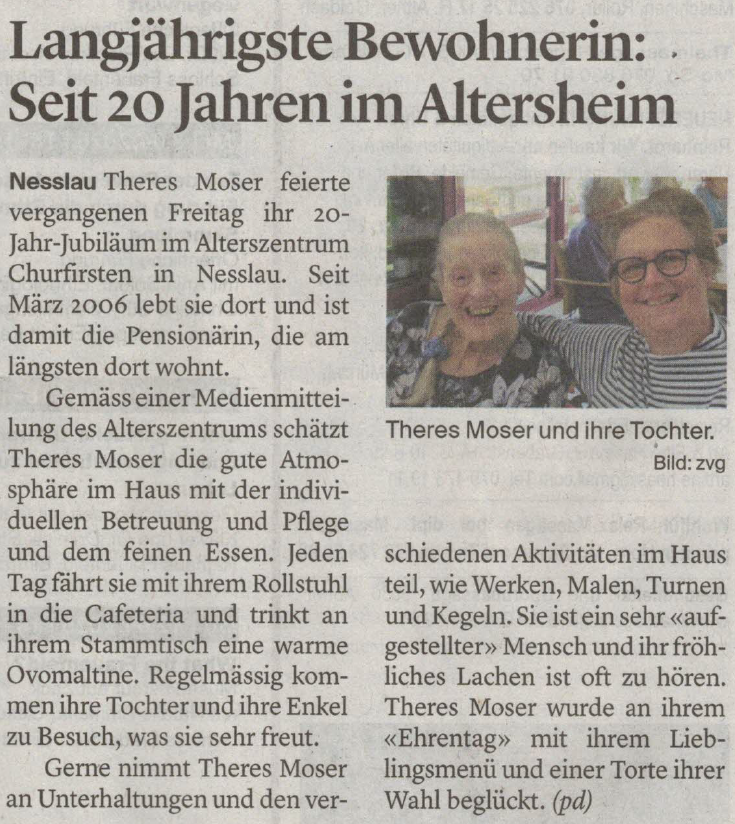 Langjährigste Bewohnerin:
Seit 20 Jahren im Altersheim
Nesslau Theres Moser feierte
vergangenen Freitag ihr 20-
Jahr-Jubiläum im Alterszentrum
Churfirsten in Nesslau. Seit
März 2006 lebt sie dort und ist
damit die Pensionärin, die am
längsten dort wohnt.
Gemäss einer Medienmittei-
lung des Alterszentrums schätzt
Theres Moser die gute Atmo-
sphäre im Haus mit der indivi-
duellen Betreuung und Pflege
und dem feinen Essen. Jeden
Tag fährt sie mit ihrem Rollstuhl
in die Cafeteria und trinkt an
ihrem Stammtisch eine warme
Ovomaltine. Regelmässig kom-
men ihre Tochter und ihre Enkel
zu Besuch, was sie sehr freut.
Gerne nimmt Theres Moser
an Unterhaltungen und den ver-
Theres Moser und ihre Tochter.
Bild: zvg
schiedenen Aktivitäten im Haus
teil, wie Werken, Malen, Turnen
und Kegeln. Sie ist ein sehr «auf-
gestellter» Mensch und ihr fröh-
liches Lachen ist oft zu hören.
Theres Moser wurde an ihrem
«Ehrentag» mit ihrem Lieb-
lingsmenü und einer Torte ihrer
Wahl beglückt. (pd)